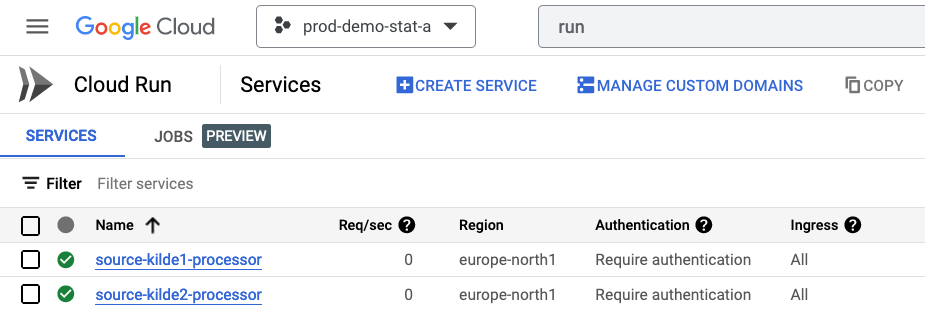 Google Cloud prod-demo-stat-a run
Cloud Run Services CREATE SERVICE MANAGE CUSTOM DOMAINS COPY
SERVICES JOBS PREVIEW
Filter Filter services
Name Req/sec ? Region Authentication ? Ingress ?
source-kilde1-processor 0 europe-north1 Require authentication All
source-kilde2-processor 0 europe-north1 Require authentication All